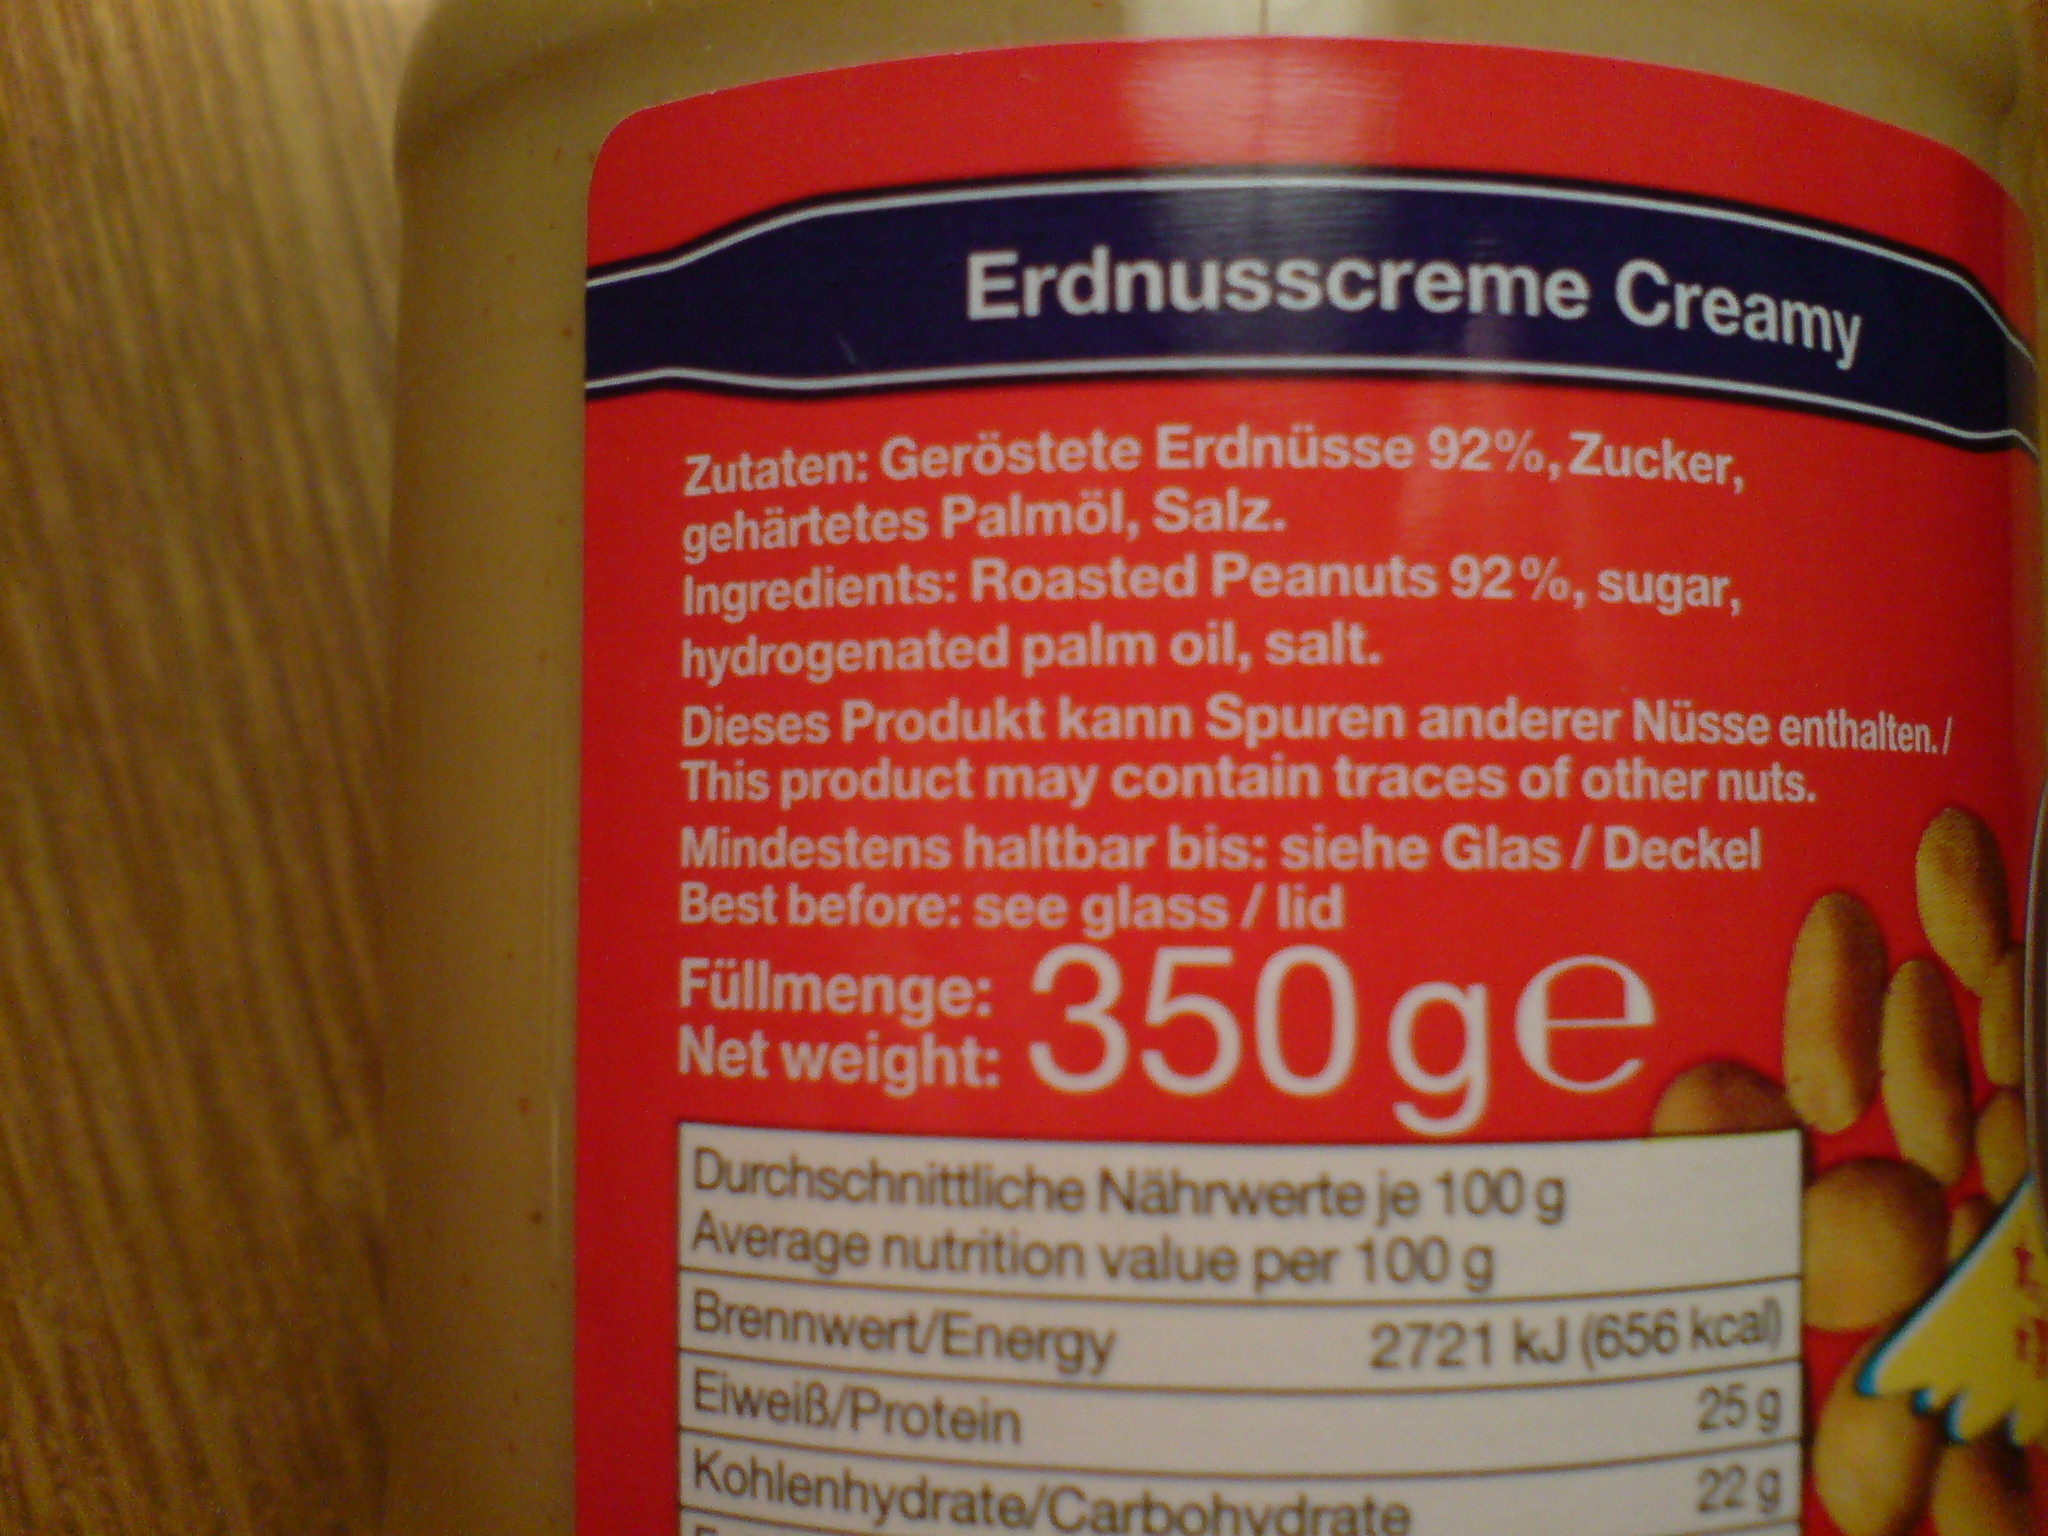 Erdnusscreme Creamy
Zutaten: Geröstete Erdnüsse 92%, Zucker,
gehärtetes Palmöl, Salz.
Ingredients: Roasted Peanuts 92%, sugar,
hydrogenated palm oil, salt.
Dieses Produkt kann Spuren anderer Nüsse enthalten./
This product may contain traces of other nuts.
Mindestens haltbar bis: siehe Glas / Deckel
Best before: see glass / lid
Füllmenge:
Net weight: 350 g e
Durchschnittliche Nährwerte je 100 g
Average nutrition value per 100 g
Brennwert/Energy 2721 kJ (656 kcal)
Eiweiß/Protein 25 g
Kohlenhydrate/Carbohydrate 22 g